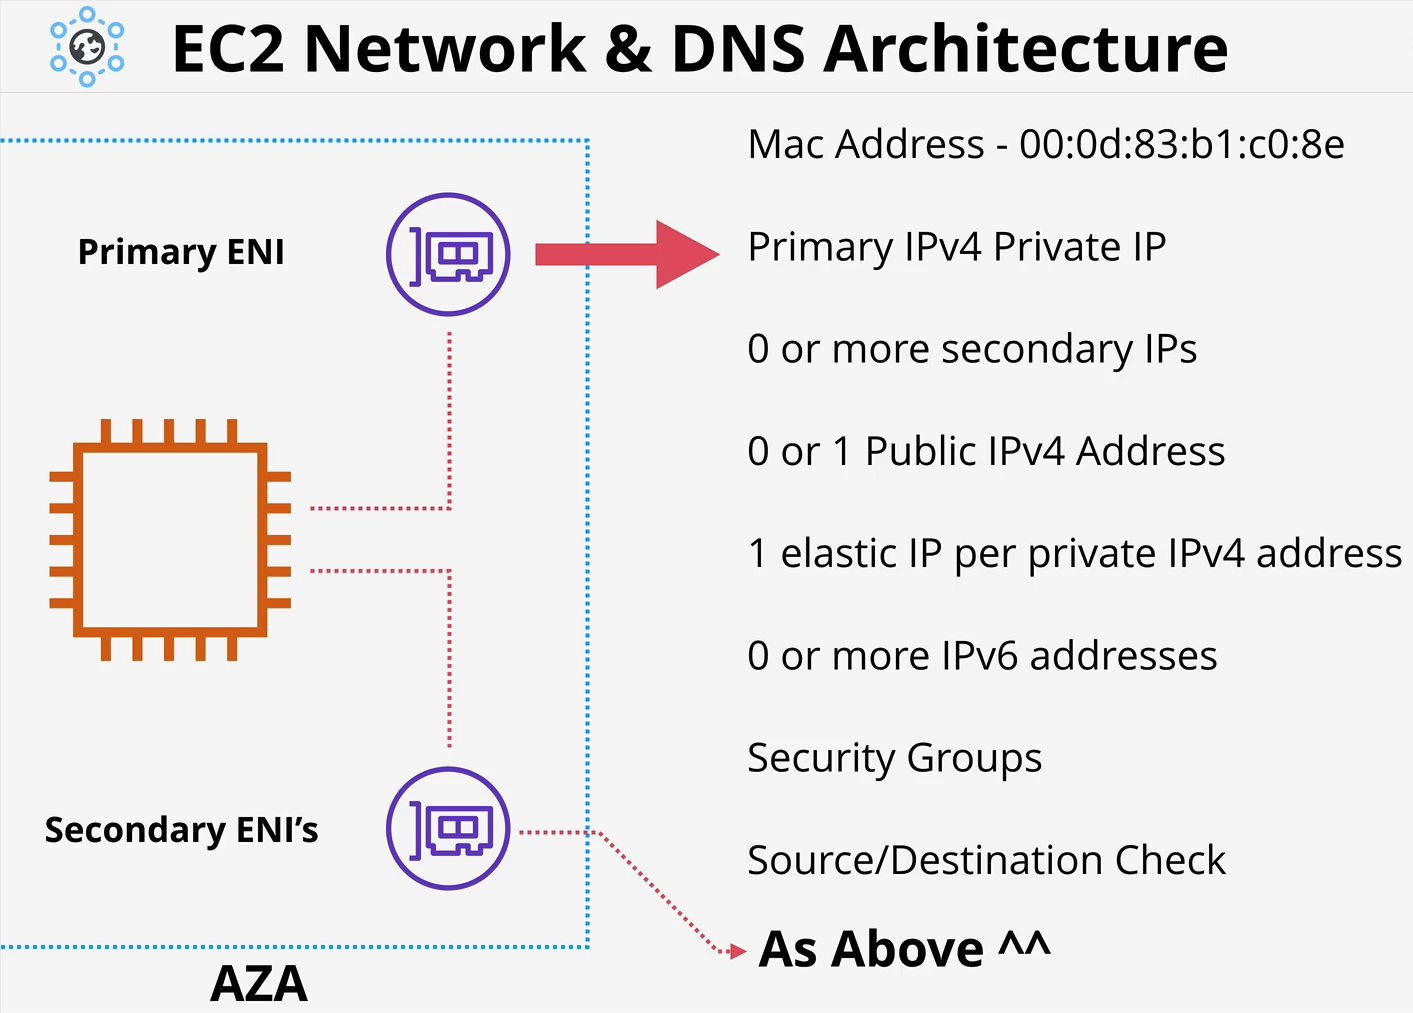 EC2 Network & DNS Architecture
Mac Address - 00:0d:83:b1:c0:8e
Primary ENI
Primary IPv4 Private IP
0 or more secondary IPs
0 or 1 Public IPv4 Address
1 elastic IP per private IPv4 address
0 or more IPv6 addresses
Security Groups
Secondary ENI’s
Source/Destination Check
As Above ^^
AZA